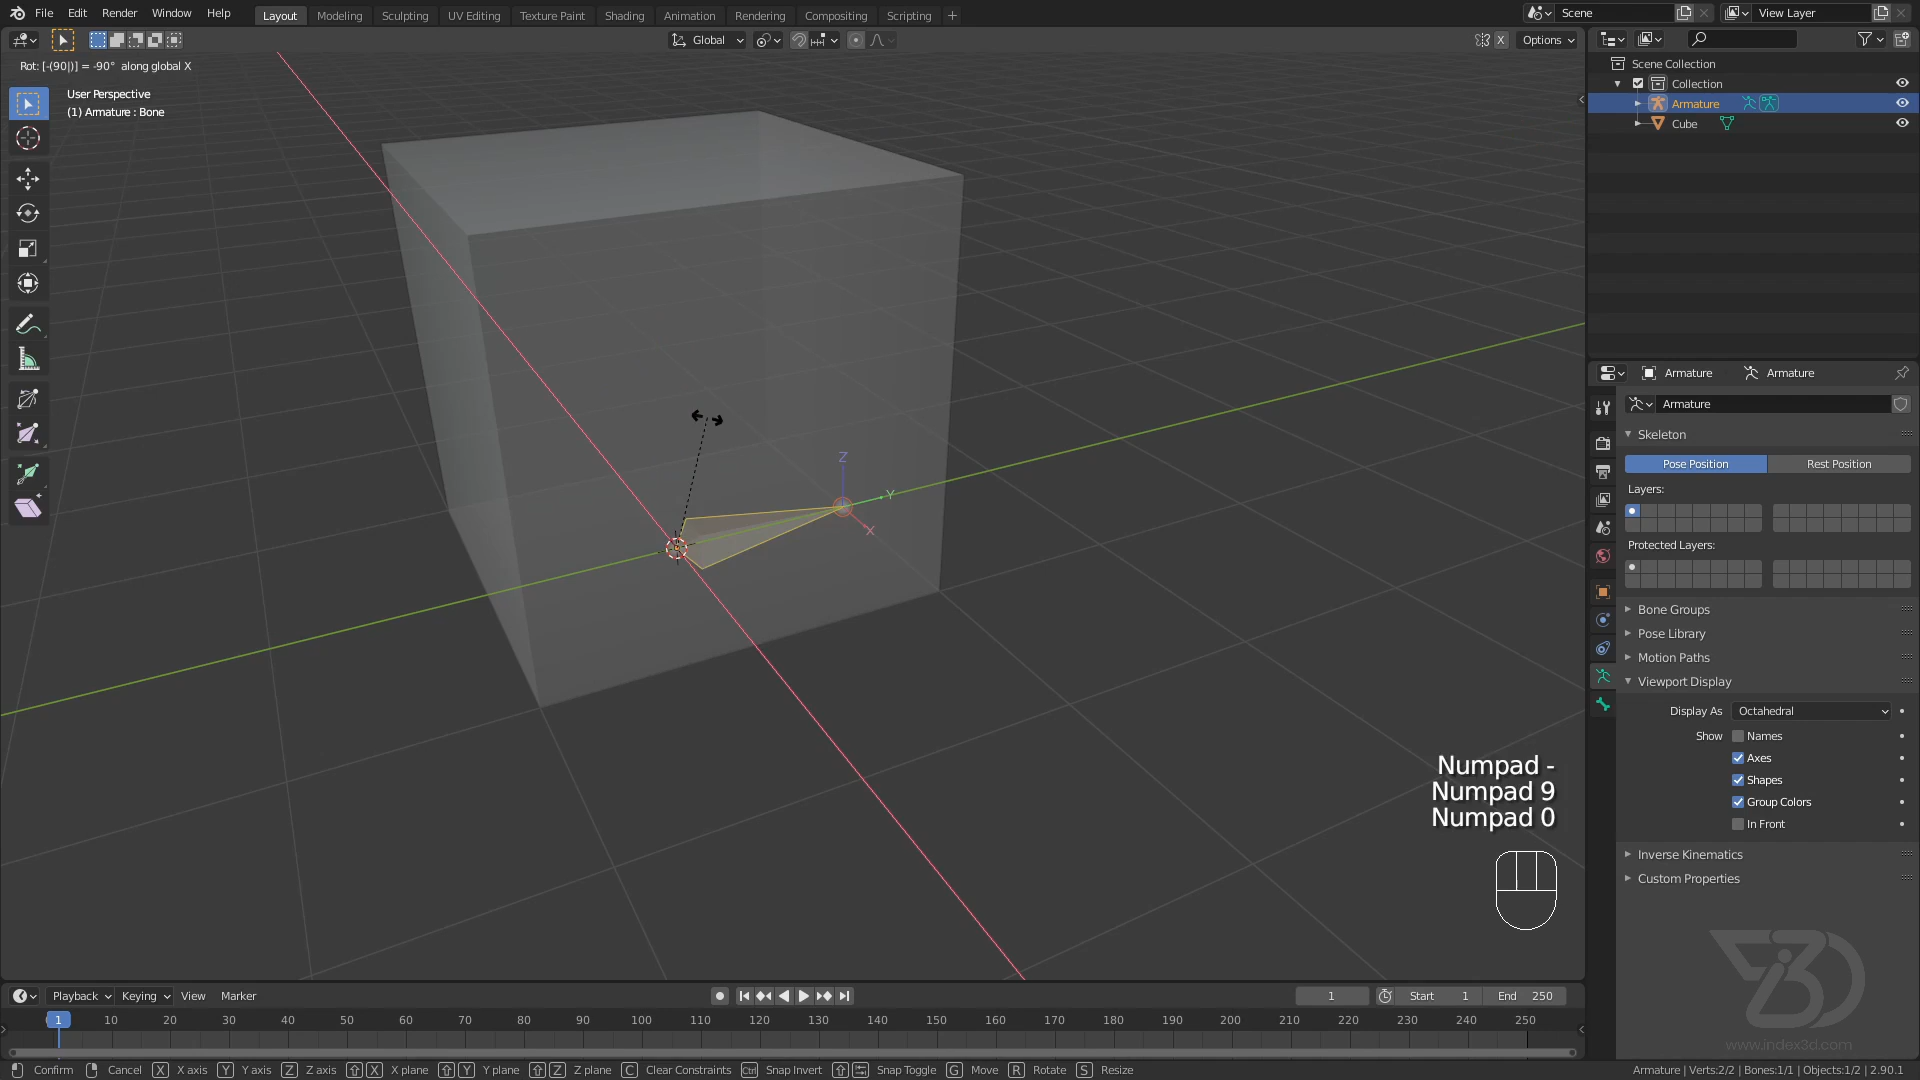 File Edit Render Window Help Layout Modeling Sculpting UV Editing Texture Paint Shading Animation Rendering Compositing Scripting + Scene View Layer
Global X Options
Rot: [-(90|)] = -90° along global X
User Perspective
(1) Armature : Bone
Z
Y
X
Scene Collection
Collection
Armature
Cube
Armature Armature
Armature
Skeleton
Pose Position Rest Position
Layers:
Protected Layers:
Bone Groups
Pose Library
Motion Paths
Viewport Display
Display As Octahedral
Show Names
Axes
Shapes
Group Colors
In Front
Inverse Kinematics
Custom Properties
Numpad -
Numpad 9
Numpad 0
www.index3d.com
Playback Keying View Marker 1 Start 1 End 250
1 10 20 30 40 50 60 70 80 90 100 110 120 130 140 150 160 170 180 190 200 210 220 230 240 250
Confirm Cancel X X axis Y Y axis Z Z axis X X plane Y Y plane Z Z plane C Clear Constraints Ctrl Snap Invert Snap Toggle G Move R Rotate S Resize Armature | Verts:2/2 | Bones:1/1 | Objects:1/2 | 2.90.1